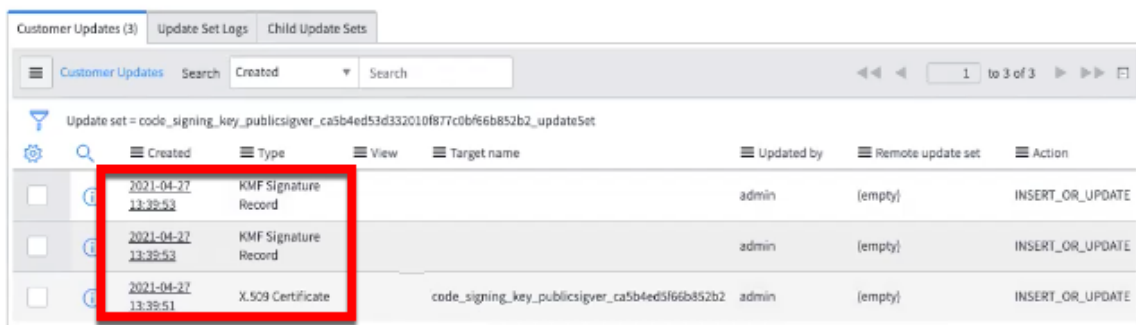 Customer Updates (3) Update Set Logs Child Update Sets
Customer Updates Search Created Search 1 to 3 of 3
Update set = code_signing_key_publicsigver_ca5b4ed53d332010f877c0bf66b852b2_updateSet
Created Type View Target name Updated by Remote update set Action
2021-04-27 KMF Signature
13:39:53 Record admin (empty) INSERT_OR_UPDATE
2021-04-27 KMF Signature
13:39:53 Record admin (empty) INSERT_OR_UPDATE
2021-04-27
13:39:51 X.509 Certificate code_signing_key_publicsigver_ca5b4ed5f66b852b2 admin (empty) INSERT_OR_UPDATE